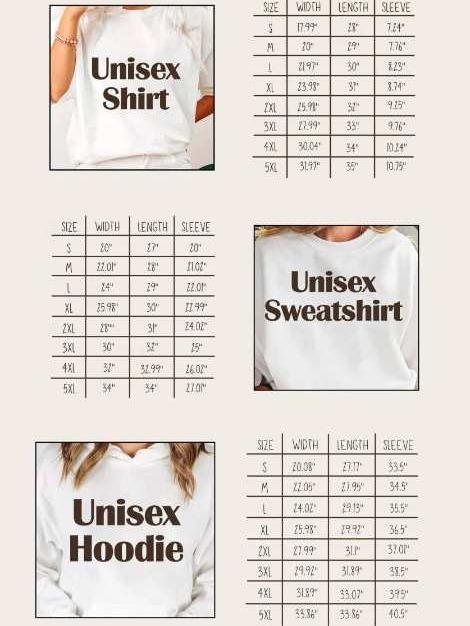 SIZE WIDTH LENGTH SLEEVE
Unisex
Shirt
S 17.99" 28" 7.24"
M 20" 29" 7.76"
L 21.97" 30" 8.23"
XL 23.98" 31" 8.74"
2XL 25.98" 32" 9.25"
3XL 27.99" 33" 9.76"
4XL 30.04" 34" 10.24"
5XL 31.97" 35" 10.75"
SIZE WIDTH LENGTH SLEEVE
S 20" 27" 20"
M 22.01" 28" 21.02"
L 24" 29" 22.01"
XL 25.98" 30" 22.99"
2XL 31" 24.02"
3XL 30" 32" 25"
4XL 32" 32.99" 26.02"
5XL 34" 34" 27.01"
Unisex
Sweatshirt
Unisex
Hoodie
SIZE WIDTH LENGTH SLEEVE
S 20.08" 27.17" 33.5"
M 22.05" 27.95" 34.5"
L 24.02" 29.13" 35.5"
XL 25.98" 29.92" 36.5"
2XL 27.99" 31.1" 37.01"
3XL 29.92" 31.89" 38.5"
4XL 31.89" 33.07" 39.5"
5XL 33.86" 33.86" 40.5"